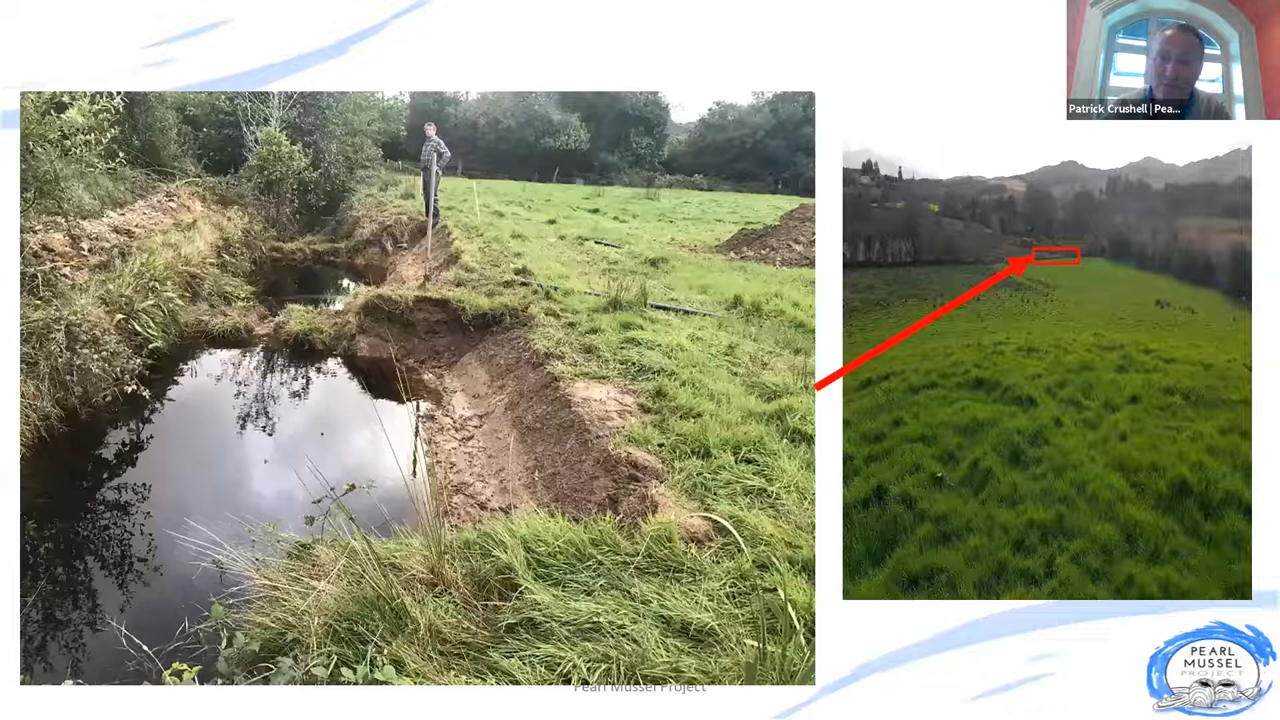 Patrick Crushell | Pea...
PEARL
MUSSEL
PROJECT
Pearl Mussel Project